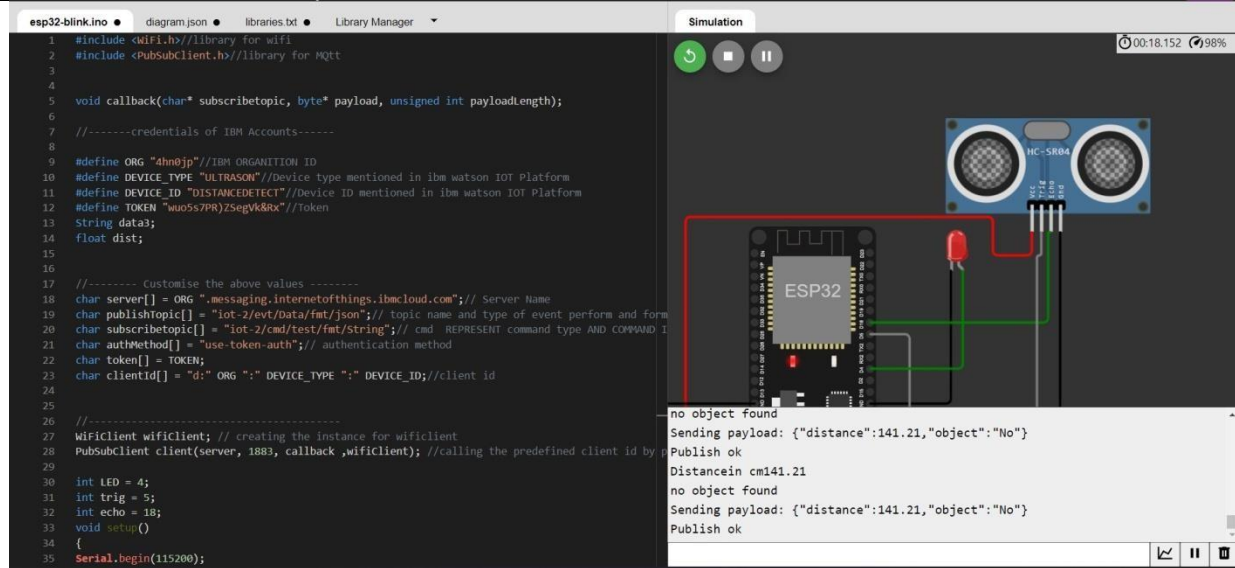 esp32-blink.ino ● diagram.json ● libraries.txt ● Library Manager
1 #include <WiFi.h>//library for wifi
2 #include <PubSubClient.h>//library for MQtt
3
4
5 void callback(char* subscribetopic, byte* payload, unsigned int payloadLength);
6
7 //-------credentials of IBM Accounts------
8
9 #define ORG "4hn0jp"//IBM ORGANITION ID
10 #define DEVICE_TYPE "ULTRASON"//Device type mentioned in ibm watson IOT Platform
11 #define DEVICE_ID "DISTANCEDETECT"//Device ID mentioned in ibm watson IOT Platform
12 #define TOKEN "wuo5s7PR)ZSegVk&Rx"//Token
13 String data3;
14 float dist;
15
16
17 //-------- Customise the above values --------
18 char server[] = ORG ".messaging.internetofthings.ibmcloud.com";// Server Name
19 char publishTopic[] = "iot-2/evt/Data/fmt/json";// topic name and type of event perform and form
20 char subscribetopic[] = "iot-2/cmd/test/fmt/String";// cmd REPRESENT command type AND COMMAND I
21 char authMethod[] = "use-token-auth";// authentication method
22 char token[] = TOKEN;
23 char clientId[] = "d:" ORG ":" DEVICE_TYPE ":" DEVICE_ID;//client id
24
25
26 //-----------------------------------------
27 WiFiClient wifiClient; // creating the instance for wificlient
28 PubSubClient client(server, 1883, callback ,wifiClient); //calling the predefined client id by p
29
30 int LED = 4;
31 int trig = 5;
32 int echo = 18;
33 void setup()
34 {
35 Serial.begin(115200);
Simulation
00:18.152 98%
HC-SR04
Vcc
Trig
Echo
Gnd
ESP32
no object found
Sending payload: {"distance":141.21,"object":"No"}
Publish ok
Distancein cm141.21
no object found
Sending payload: {"distance":141.21,"object":"No"}
Publish ok